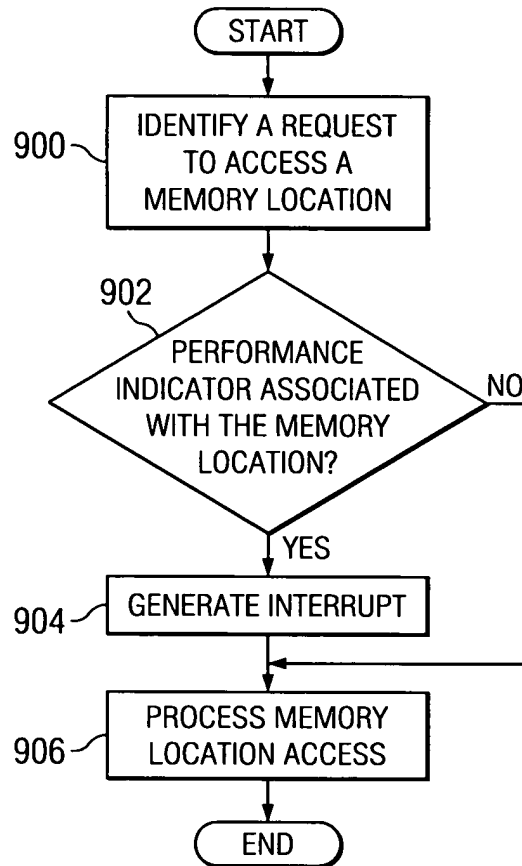 START
900
IDENTIFY A REQUEST
TO ACCESS A
MEMORY LOCATION
902
PERFORMANCE
INDICATOR ASSOCIATED
WITH THE MEMORY
LOCATION?
NO
YES
904
GENERATE INTERRUPT
906
PROCESS MEMORY
LOCATION ACCESS
END